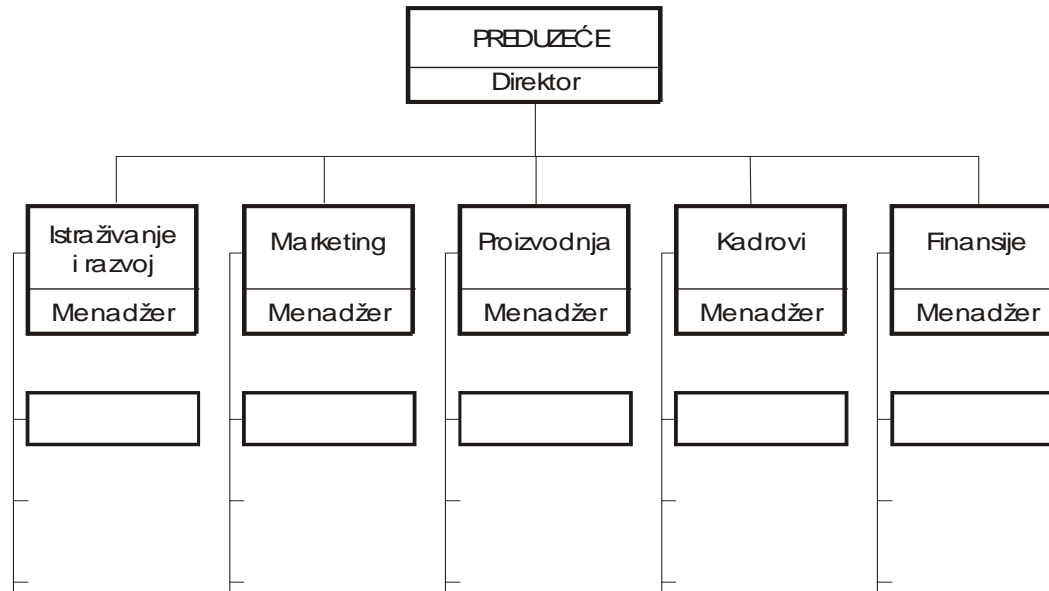 PREDUZEĆE
Direktor
Istraživanje
i razvoj
Menadžer
Marketing
Menadžer
Proizvodnja
Menadžer
Kadrovi
Menadžer
Finansije
Menadžer